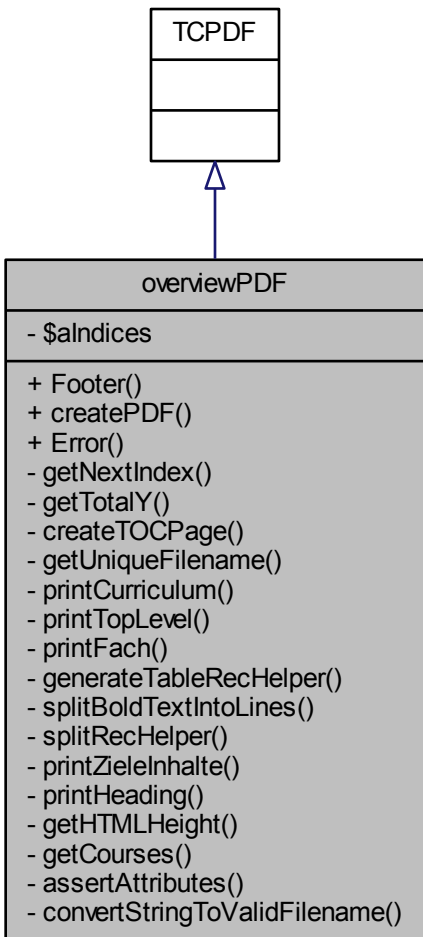 TCPDF
overviewPDF
- $aIndices
+ Footer()
+ createPDF()
+ Error()
- getNextIndex()
- getTotalY()
- createTOCPage()
- getUniqueFilename()
- printCurriculum()
- printTopLevel()
- printFach()
- generateTableRecHelper()
- splitBoldTextIntoLines()
- splitRecHelper()
- printZieleInhalte()
- printHeading()
- getHTMLHeight()
- getCourses()
- assertAttributes()
- convertStringToValidFilename()